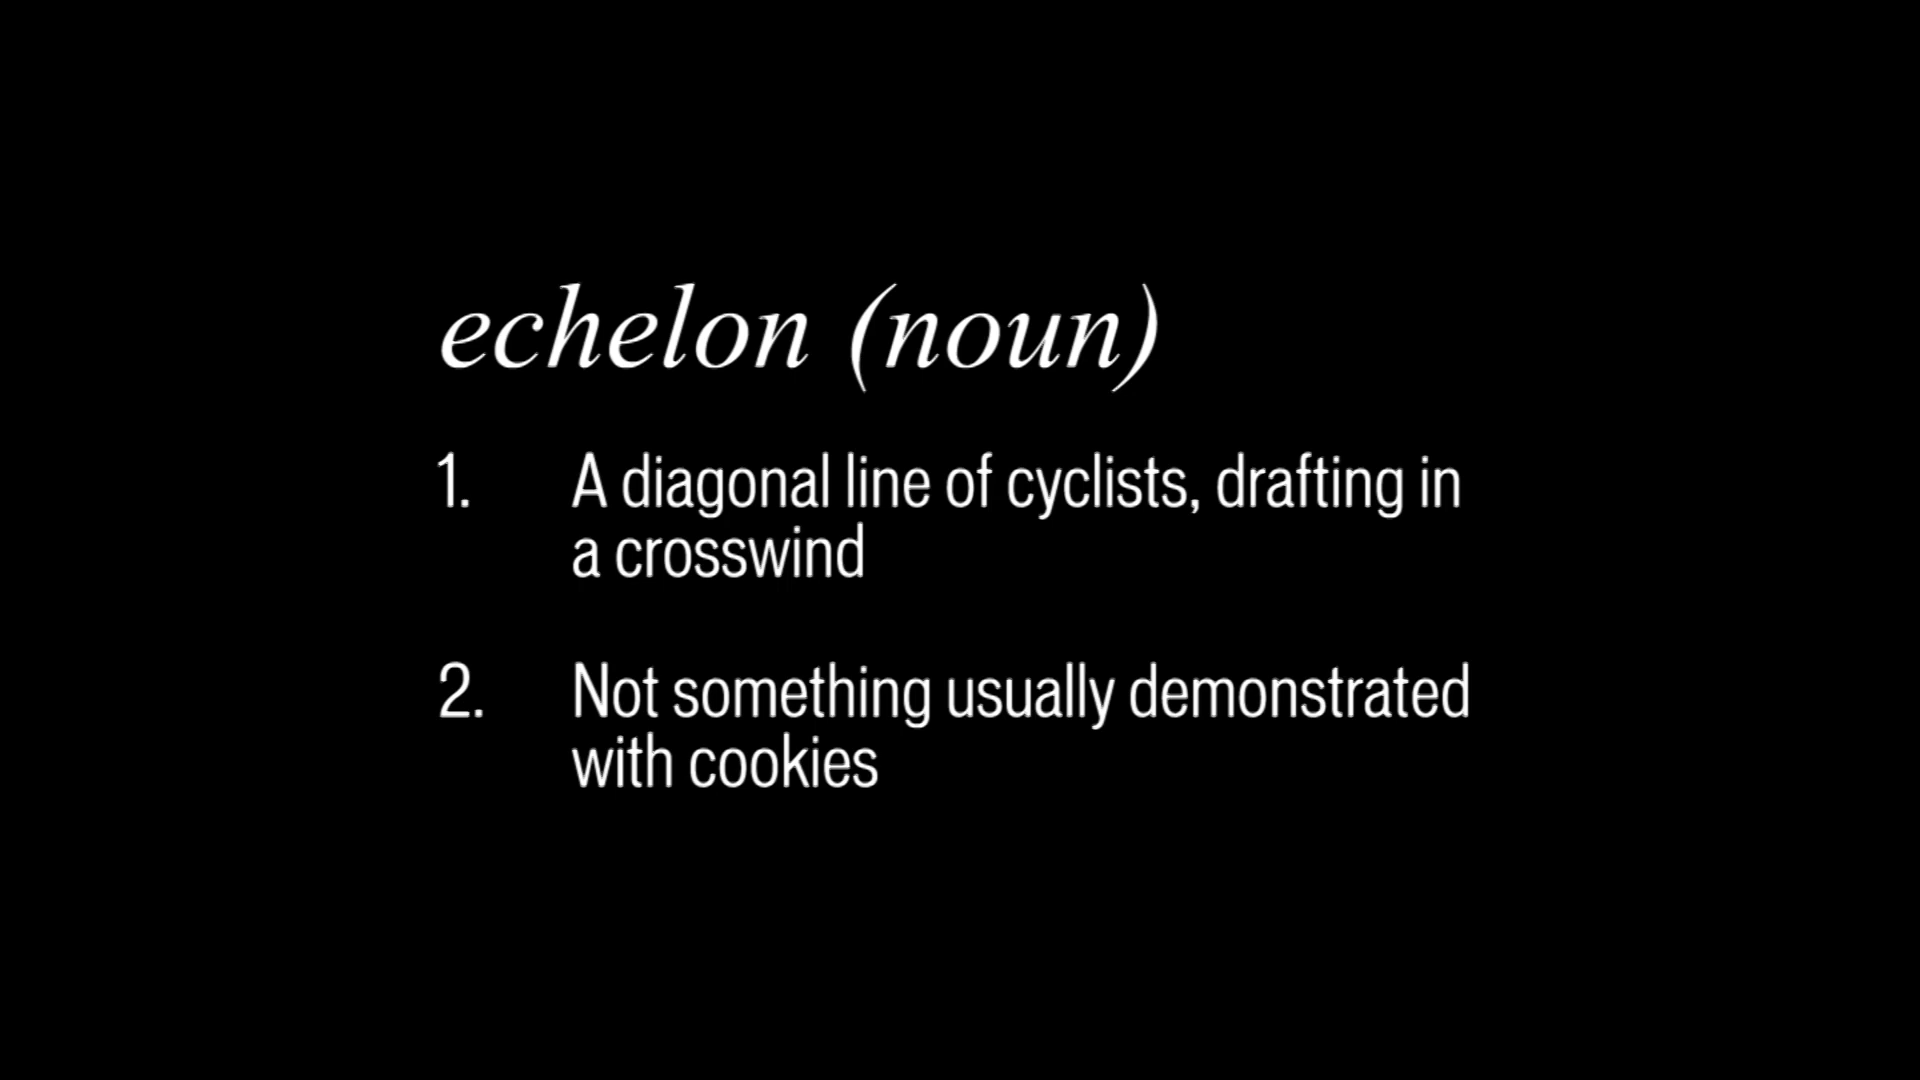 echelon (noun)
1. A diagonal line of cyclists, drafting in
a crosswind
2. Not something usually demonstrated
with cookies